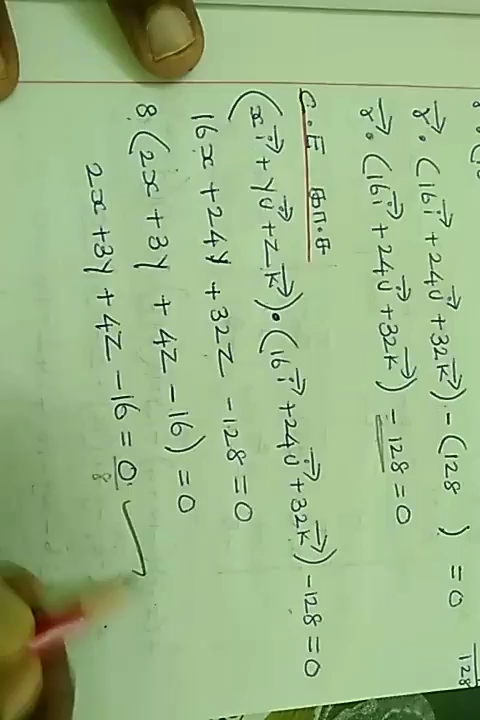 r⃗ · (16i⃗ + 24j⃗ + 32k⃗) - (128 ) = 0
128
r⃗ · (16i⃗ + 24j⃗ + 32k⃗) - 128 = 0
C.E
(xi⃗ + yj⃗ + zk⃗) · (16i⃗ + 24j⃗ + 32k⃗) - 128 = 0
16x + 24y + 32z - 128 = 0
8 (2x + 3y + 4z - 16) = 0
2x + 3y + 4z - 16 = 0/8